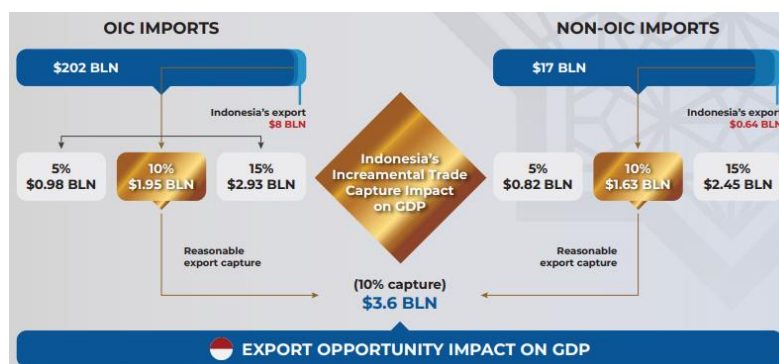 OIC IMPORTS
$202 BLN
Indonesia's export
$8 BLN
5%
$0.98 BLN
10%
$1.95 BLN
15%
$2.93 BLN
Reasonable
export capture
Indonesia's
Increamental Trade
Capture Impact
on GDP
(10% capture)
$3.6 BLN
NON-OIC IMPORTS
$17 BLN
Indonesia's export
$0.64 BLN
5%
$0.82 BLN
10%
$1.63 BLN
15%
$2.45 BLN
Reasonable
export capture
EXPORT OPPORTUNITY IMPACT ON GDP